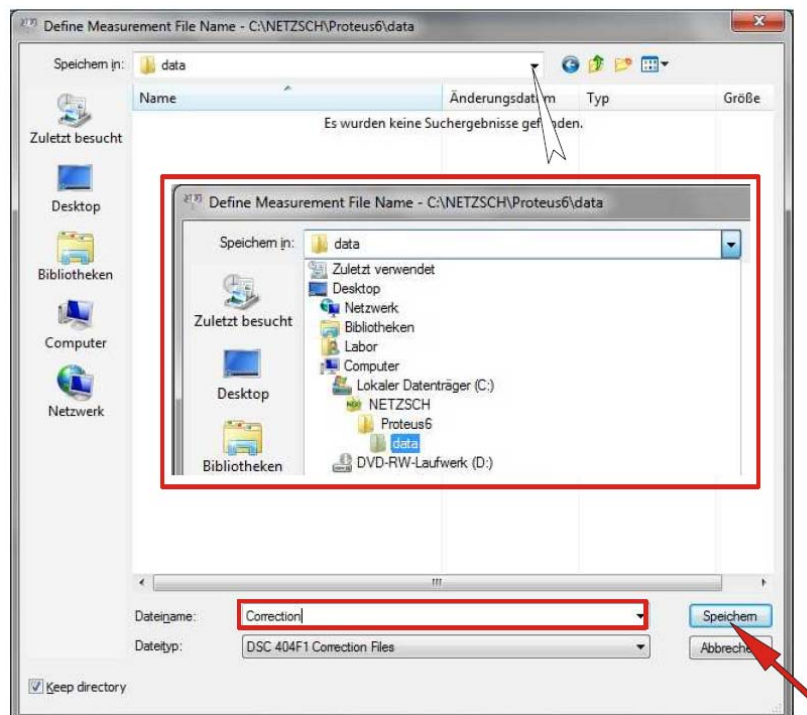 Define Measurement File Name - C:\NETZSCH\Proteus6\data
Speichern in: data
Name Änderungsdatum Typ Größe
Es wurden keine Suchergebnisse gefunden.
Zuletzt besucht
Desktop
Bibliotheken
Computer
Netzwerk
Define Measurement File Name - C:\NETZSCH\Proteus6\data
Speichern in: data
Zuletzt besucht
Desktop
Bibliotheken
Zuletzt verwendet
Desktop
Netzwerk
Bibliotheken
Labor
Computer
Lokaler Datenträger (C:)
NETZSCH
Proteus6
data
DVD-RW-Laufwerk (D:)
Dateiname: Correction Speichern
Dateityp: DSC 404F1 Correction Files Abbrechen
Keep directory